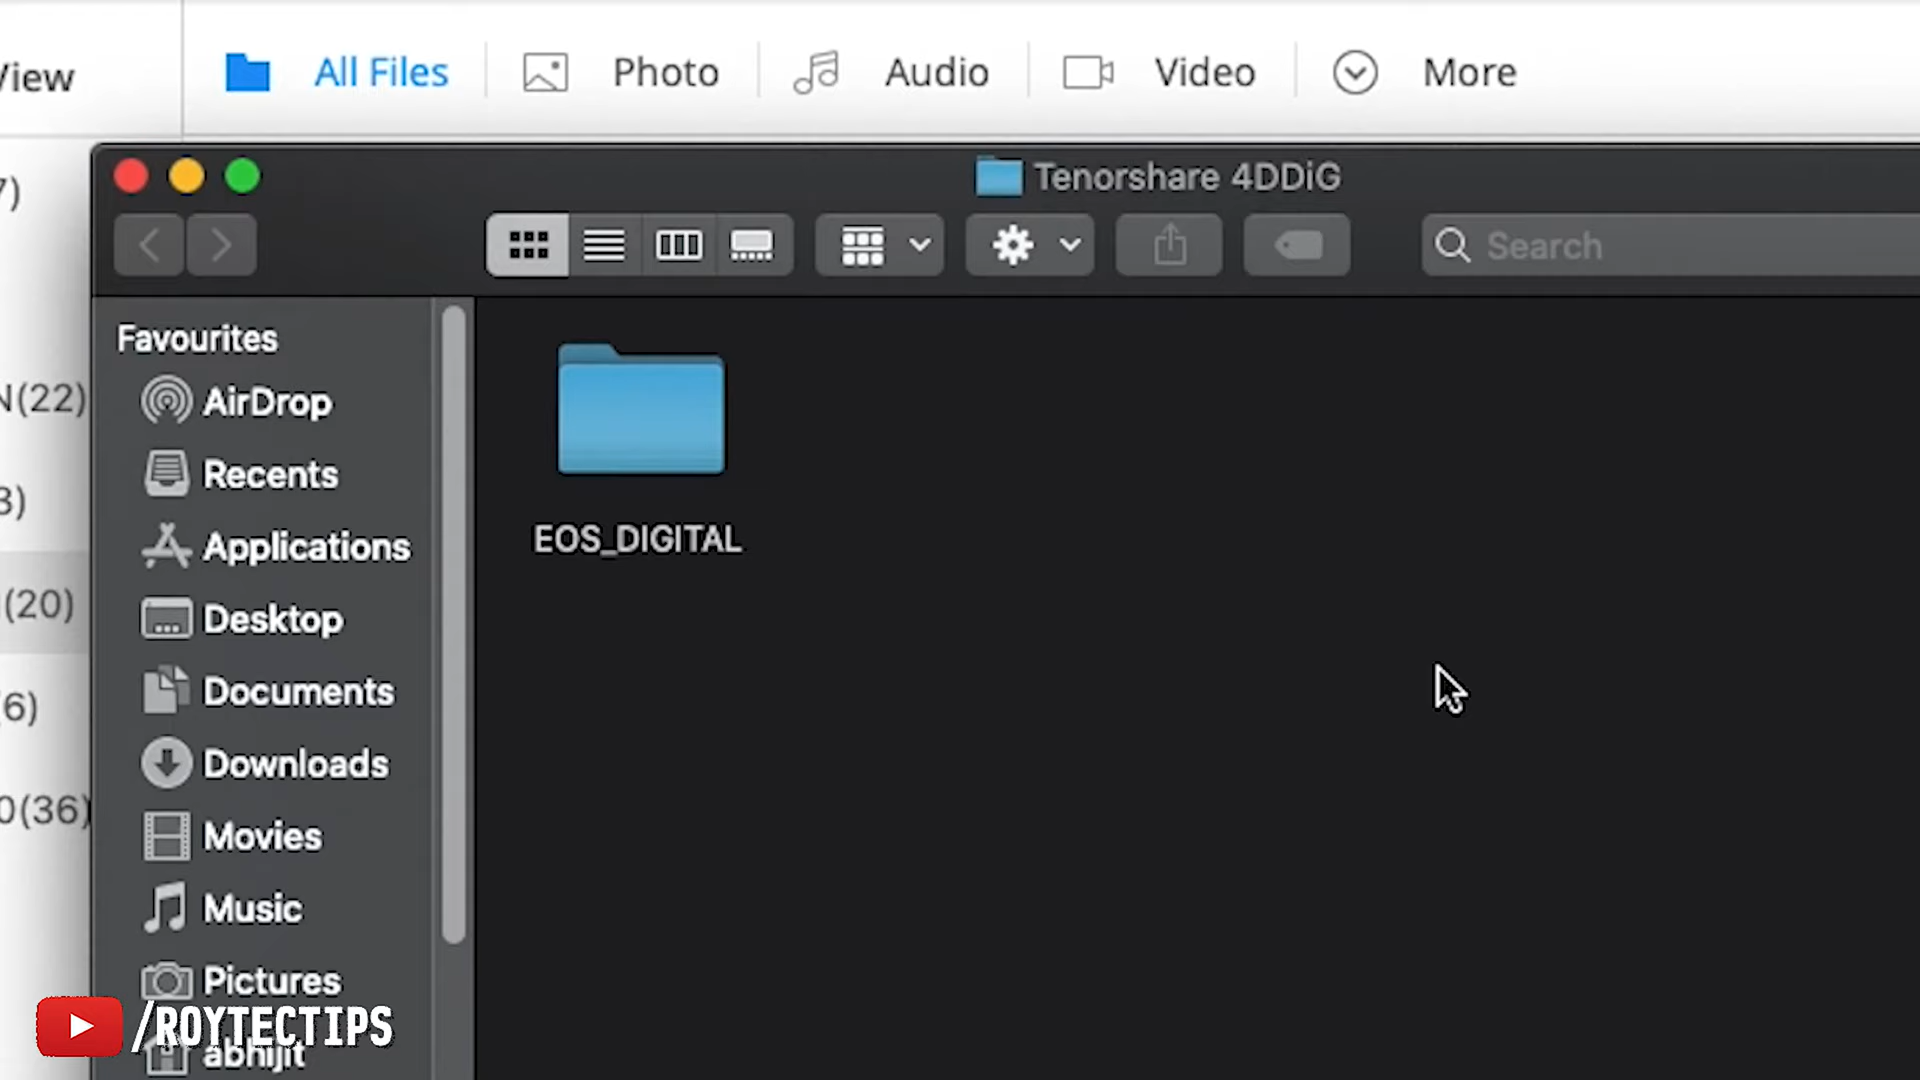 View
All Files
Photo
Audio
Video
More
Tenorshare 4DDiG
Search
7)
N(22)
3)
(20)
(6)
0(36)
Favourites
AirDrop
Recents
Applications
Desktop
Documents
Downloads
Movies
Music
Pictures
abhijit
EOS_DIGITAL
/ROYTECTIPS